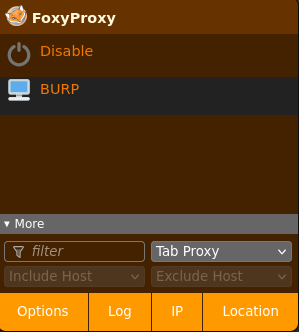 FoxyProxy
Disable
BURP
▾ More
filter Tab Proxy
Include Host Exclude Host
Options Log IP Location